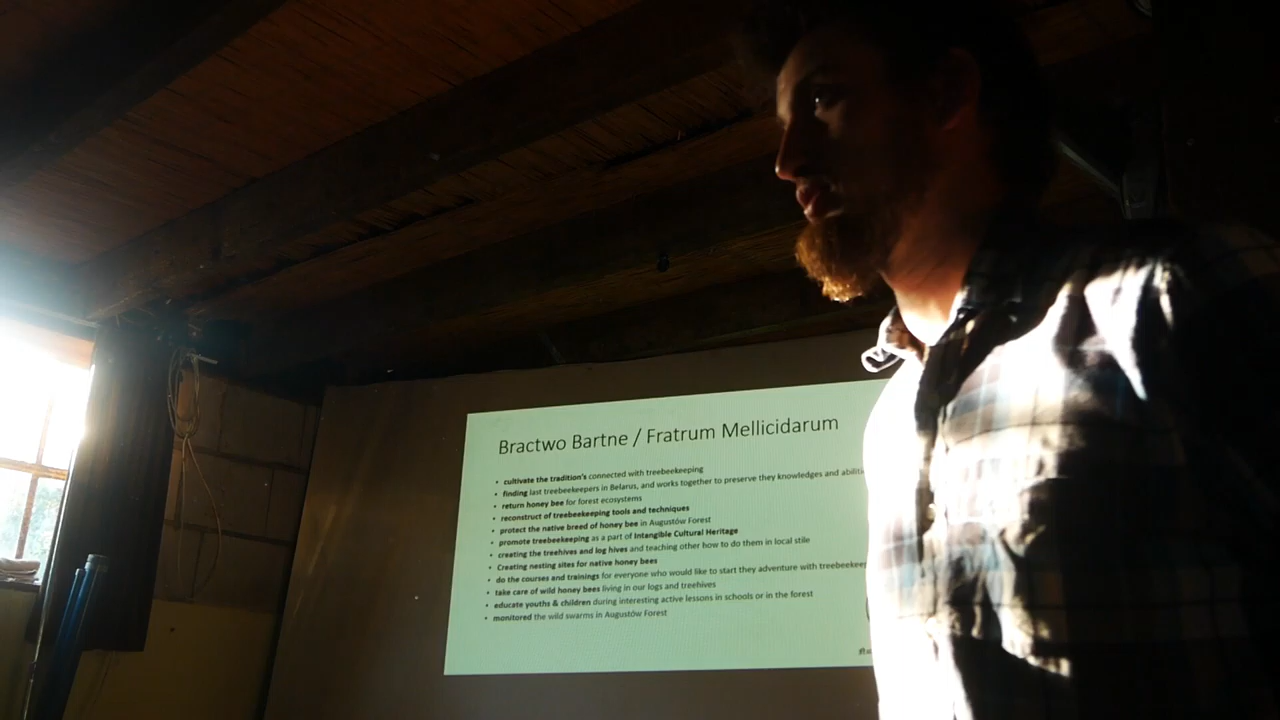 Bractwo Bartne / Fratrum Mellicidarum
• cultivate the tradition's connected with treebeekeeping
• finding last treebeekeepers in Belarus, and works together to preserve they knowledges and abiliti
• return honey bee for forest ecosystems
• reconstruct of treebeekeeping tools and techniques
• protect the native breed of honey bee in Augustów Forest
• promote treebeekeeping as a part of Intangible Cultural Heritage
• creating the treehives and log hives and teaching other how to do them in local stile
• Creating nesting sites for native honey bees
• do the courses and trainings for everyone who would like to start they adventure with treebeekeep
• take care of wild honey bees living in our logs and treehives
• educate youths & children during interesting active lessons in schools or in the forest
• monitored the wild swarms in Augustów Forest